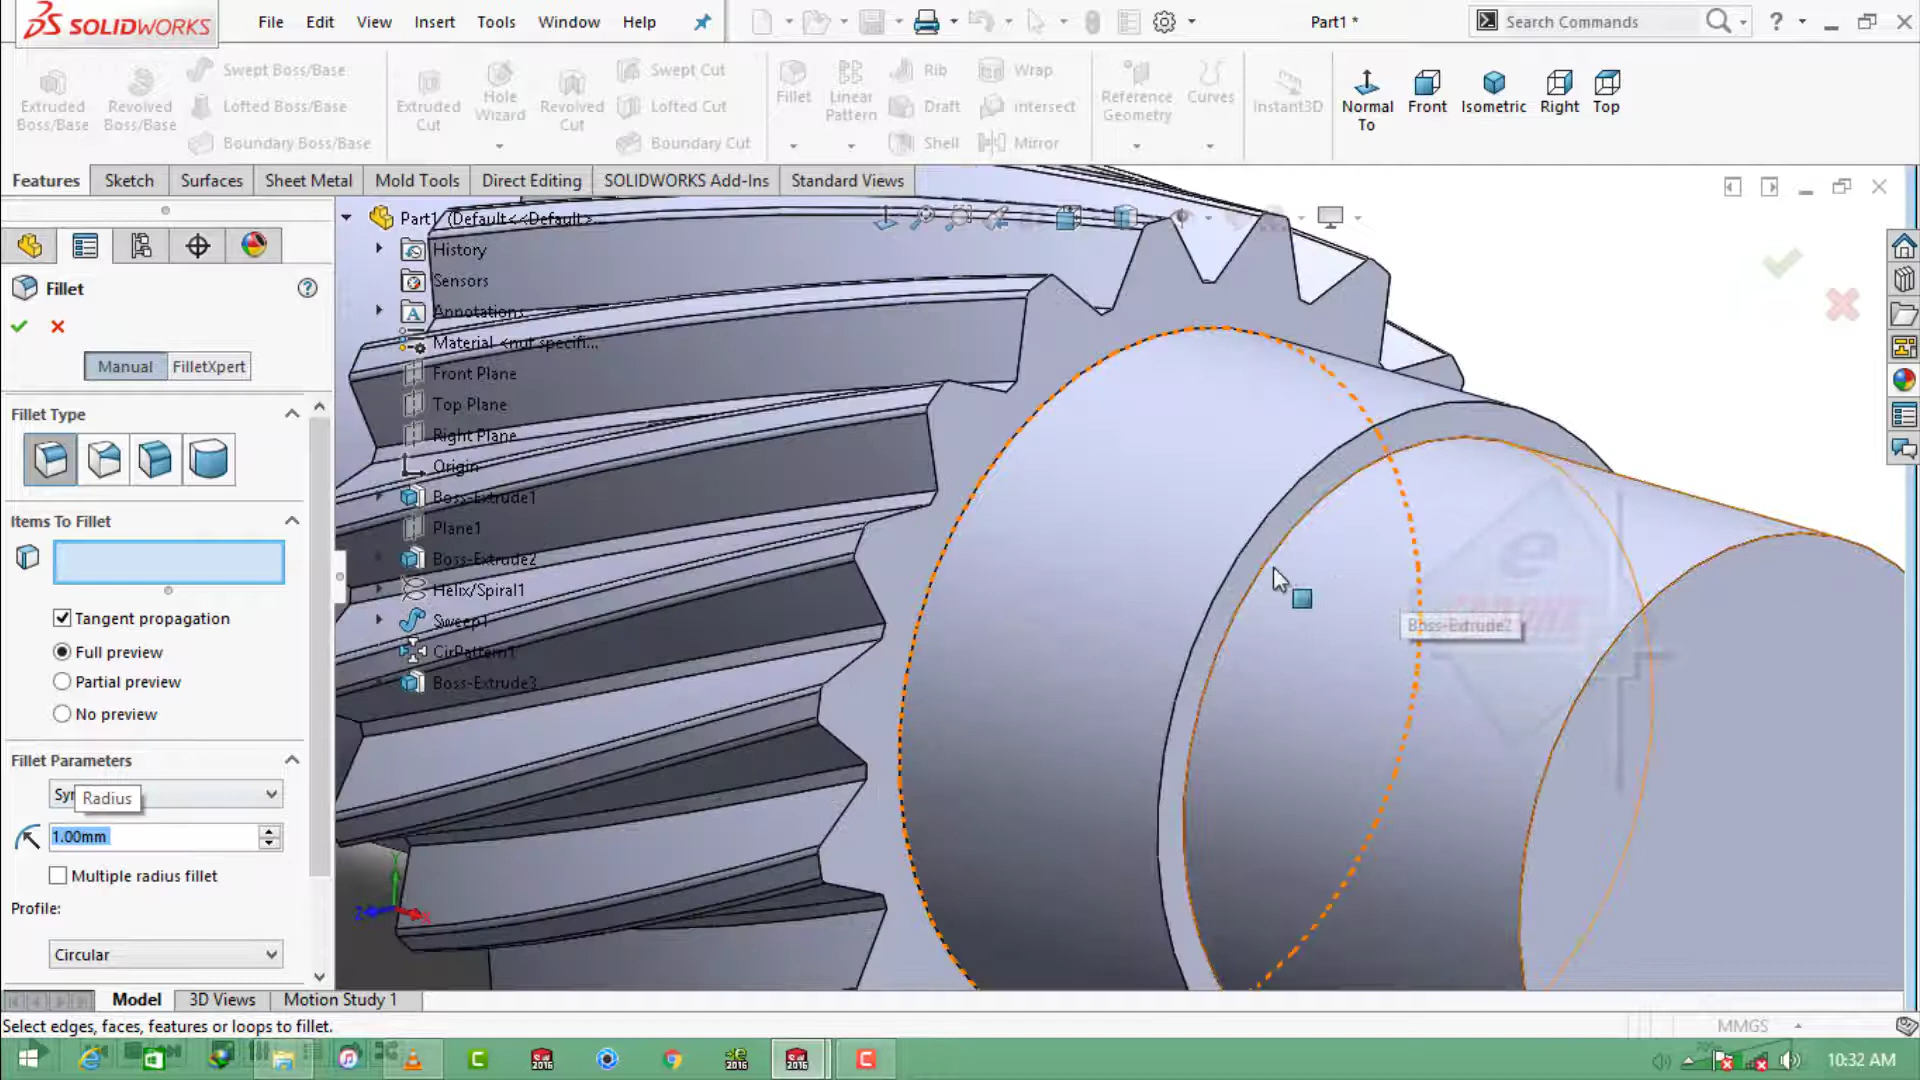 SOLIDWORKS File Edit View Insert Tools Window Help Part1 * Search Commands ?
Extruded Boss/Base
Revolved Boss/Base
Swept Boss/Base
Lofted Boss/Base
Boundary Boss/Base
Extruded Cut
Hole Wizard
Revolved Cut
Swept Cut
Lofted Cut
Boundary Cut
Fillet
Linear Pattern
Rib
Draft
Shell
Wrap
Intersect
Mirror
Reference Geometry
Curves
Instant3D
Normal To
Front
Isometric
Right
Top
Features Sketch Surfaces Sheet Metal Mold Tools Direct Editing SOLIDWORKS Add-Ins Standard Views
Part1 (Default<<Default>...
History
Sensors
Annotations
Material <not specifi...
Front Plane
Top Plane
Right Plane
Origin
Boss-Extrude1
Plane1
Boss-Extrude2
Helix/Spiral1
Sweep1
CirPattern1
Boss-Extrude3
Fillet
Manual FilletXpert
Fillet Type
Items To Fillet
Tangent propagation
Full preview
Partial preview
No preview
Fillet Parameters
Radius
1.00mm
Multiple radius fillet
Profile:
Circular
Boss-Extrude2
Z
Model 3D Views Motion Study 1
Select edges, faces, features or loops to fillet.
MMGS
2016
2016
2016
10:32 AM